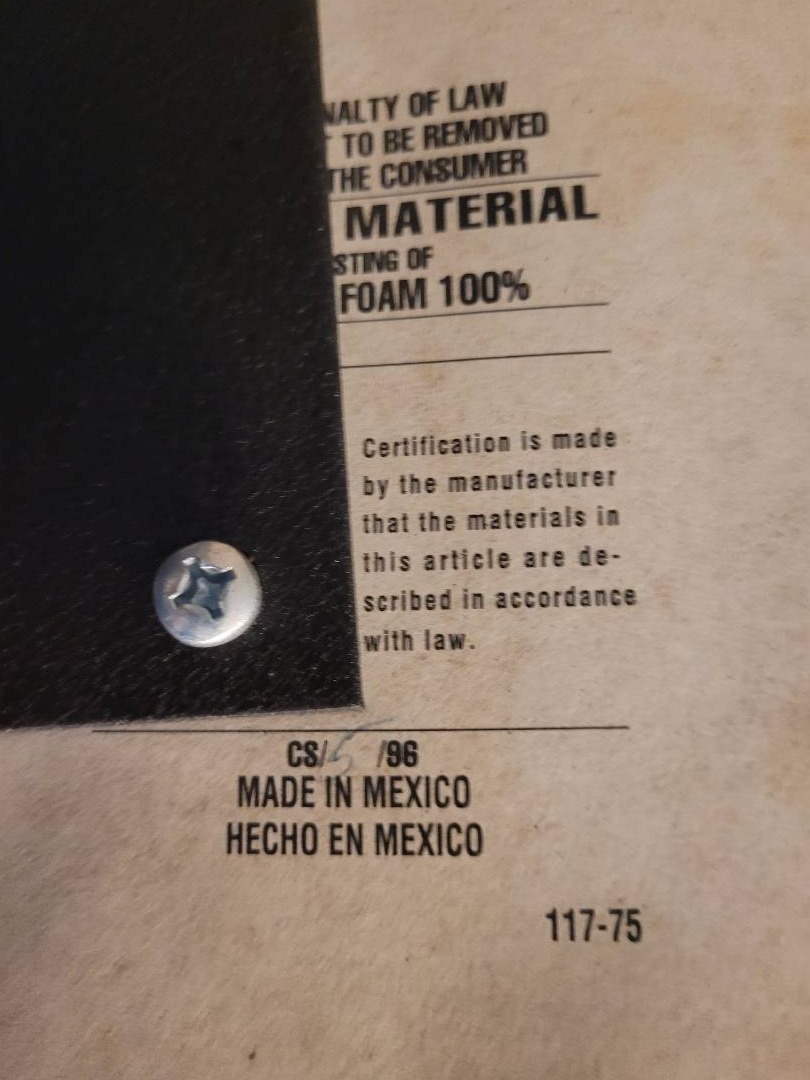 NALTY OF LAW
TO BE REMOVED
THE CONSUMER
MATERIAL
STING OF
FOAM 100%
Certification is made
by the manufacturer
that the materials in
this article are de-
scribed in accordance
with law.
CS/5/96
MADE IN MEXICO
HECHO EN MEXICO
117-75